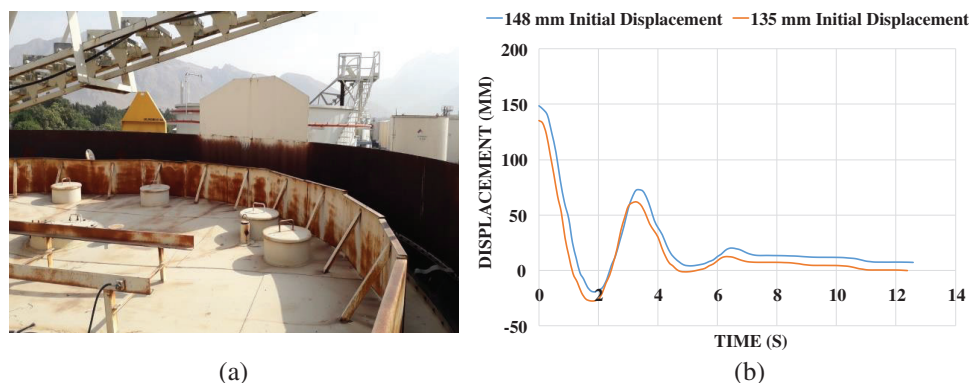 148 mm Initial Displacement
135 mm Initial Displacement
DISPLACEMENT (MM)
200
150
100
50
0
-50
0 2 4 6 8 10 12 14
TIME (S)
(a)
(b)